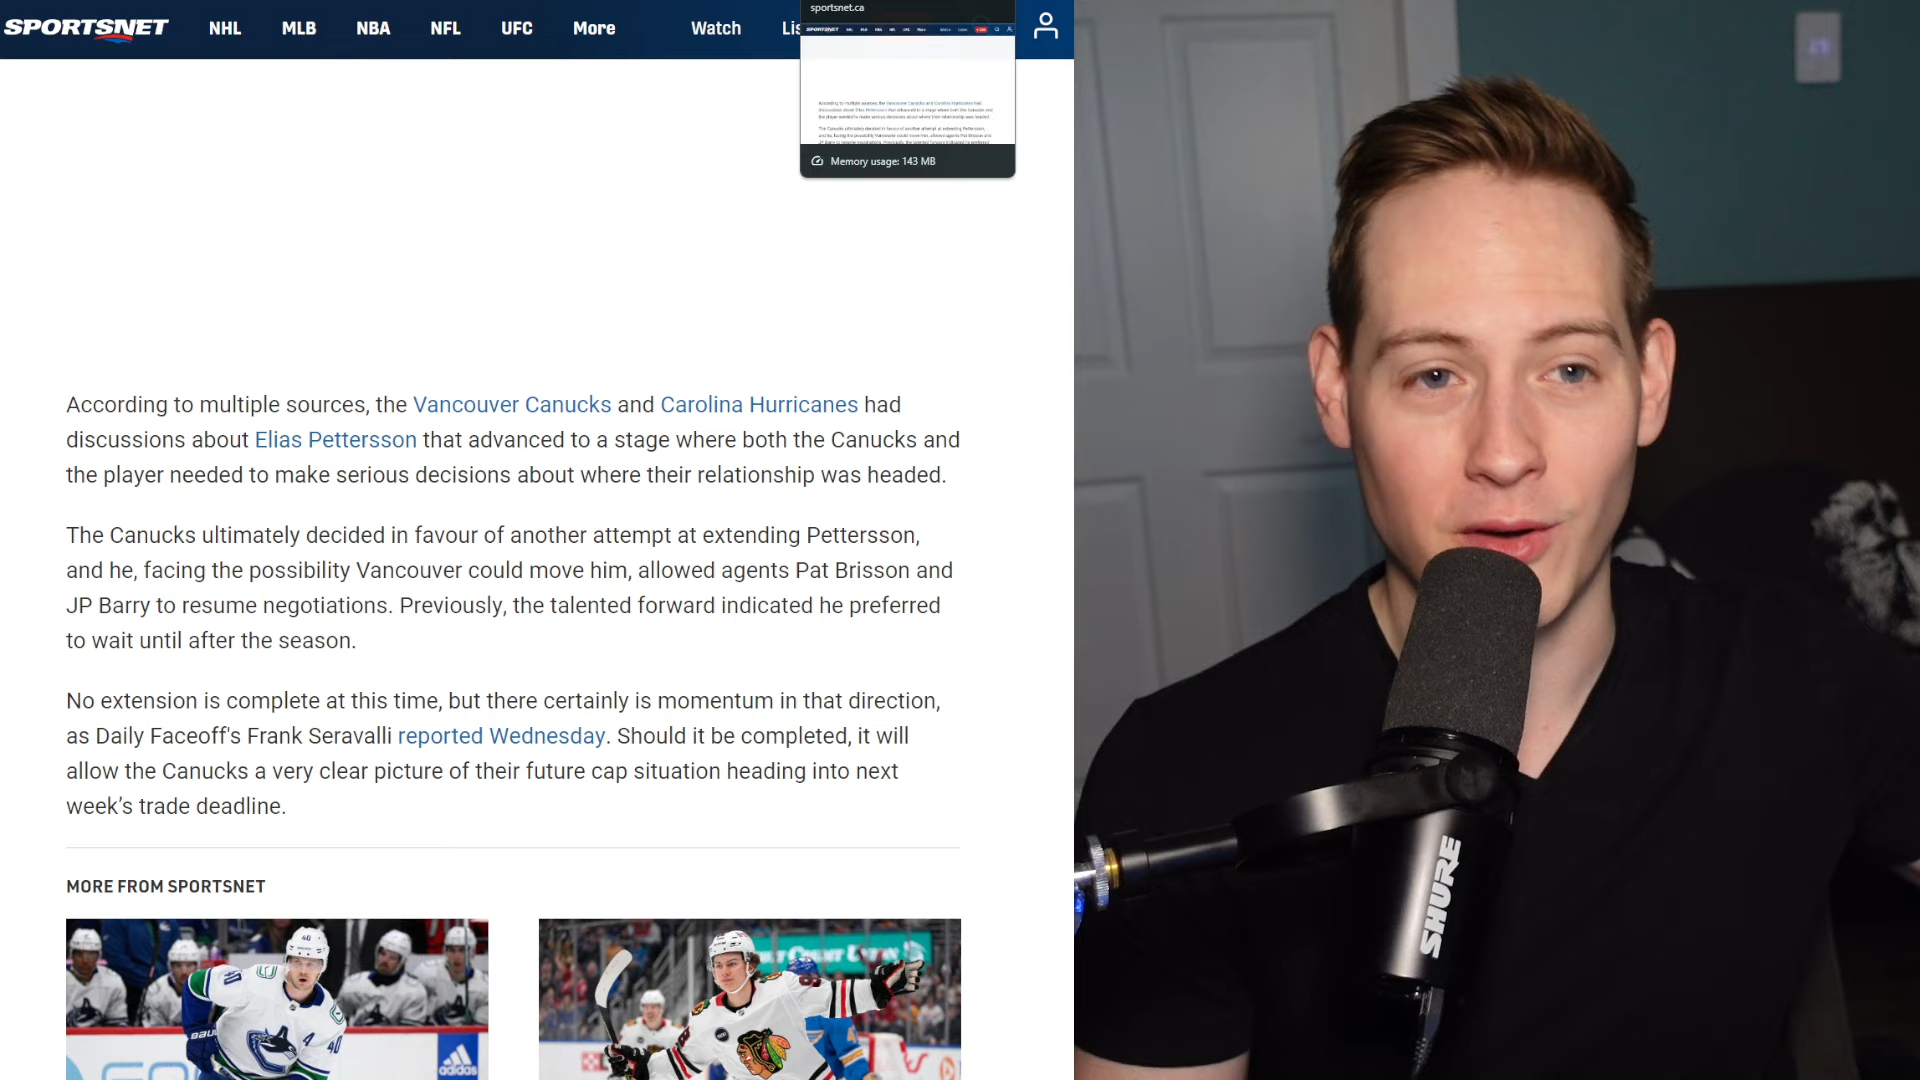 SPORTSNET NHL MLB NBA NFL UFC More Watch Lis
sportsnet.ca
Memory usage: 143 MB
According to multiple sources, the Vancouver Canucks and Carolina Hurricanes had
discussions about Elias Pettersson that advanced to a stage where both the Canucks and
the player needed to make serious decisions about where their relationship was headed.
The Canucks ultimately decided in favour of another attempt at extending Pettersson,
and he, facing the possibility Vancouver could move him, allowed agents Pat Brisson and
JP Barry to resume negotiations. Previously, the talented forward indicated he preferred
to wait until after the season.
No extension is complete at this time, but there certainly is momentum in that direction,
as Daily Faceoff's Frank Seravalli reported Wednesday. Should it be completed, it will
allow the Canucks a very clear picture of their future cap situation heading into next
week’s trade deadline.
MORE FROM SPORTSNET
40
40
A
40
BAUER
adidas
SHURE